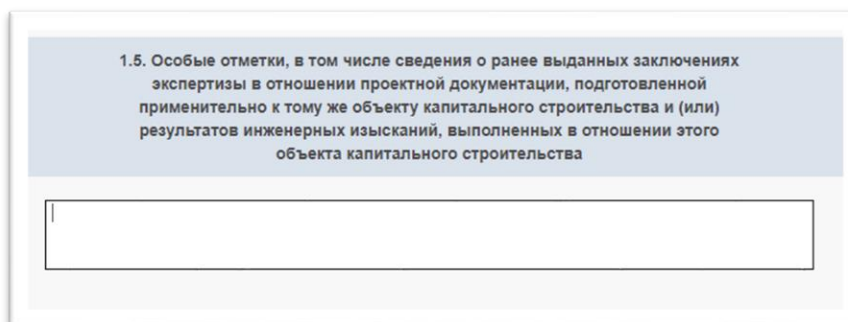 1.5. Особые отметки, в том числе сведения о ранее выданных заключениях
экспертизы в отношении проектной документации, подготовленной
применительно к тому же объекту капитального строительства и (или)
результатов инженерных изысканий, выполненных в отношении этого
объекта капитального строительства